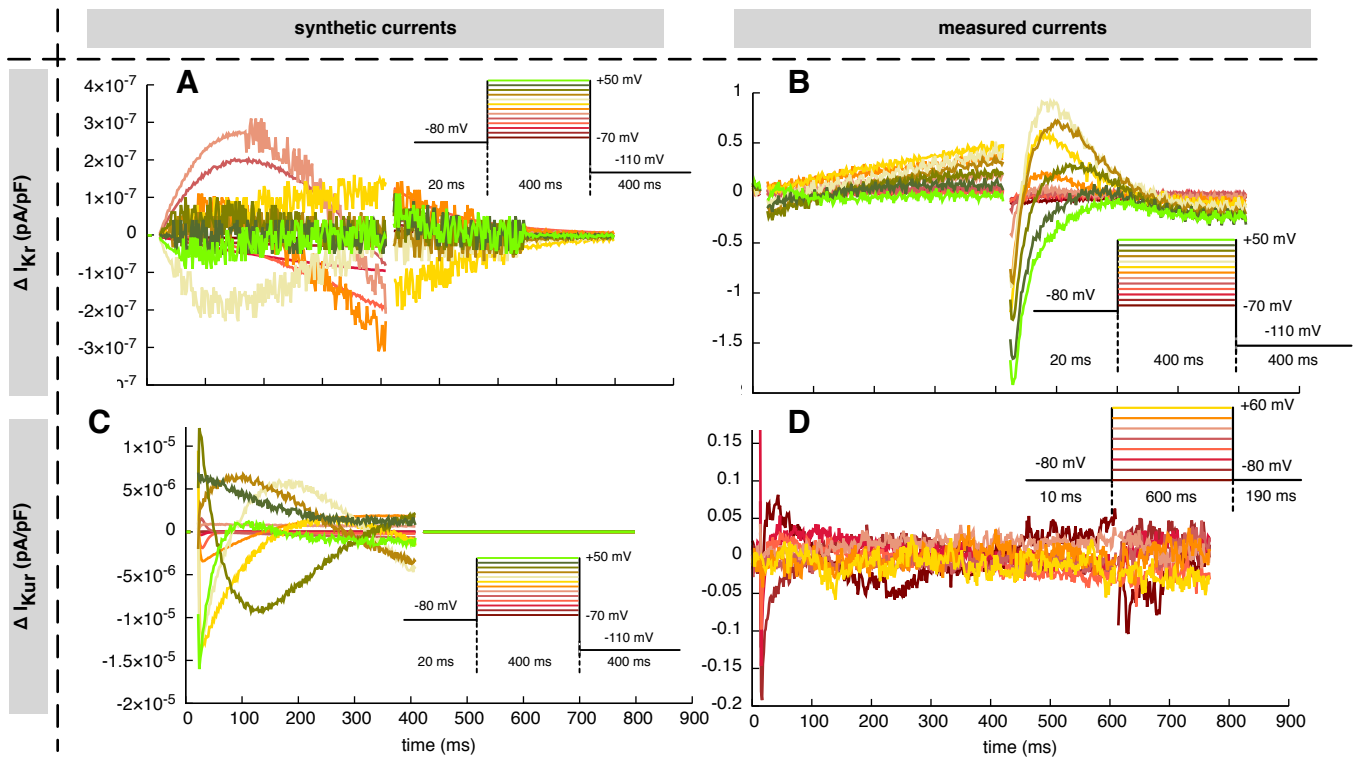 synthetic currents
measured currents
Δ I_Kr (pA/pF)
A
4×10⁻⁷
3×10⁻⁷
2×10⁻⁷
1×10⁻⁷
0
-1×10⁻⁷
-2×10⁻⁷
-3×10⁻⁷
+50 mV
-80 mV
-70 mV
-110 mV
20 ms
400 ms
400 ms
B
1
0.5
0
-0.5
-1
-1.5
+50 mV
-80 mV
-70 mV
-110 mV
20 ms
400 ms
400 ms
Δ I_Kur (pA/pF)
C
1×10⁻⁵
5×10⁻⁶
0
-5×10⁻⁶
-1×10⁻⁵
-1.5×10⁻⁵
-2×10⁻⁵
+50 mV
-80 mV
-70 mV
-110 mV
20 ms
400 ms
400 ms
0 100 200 300 400 500 600 700 800 900
time (ms)
D
0.15
0.1
0.05
0
-0.05
-0.1
-0.15
-0.2
+60 mV
-80 mV
-80 mV
10 ms
600 ms
190 ms
0 100 200 300 400 500 600 700 800 900
time (ms)